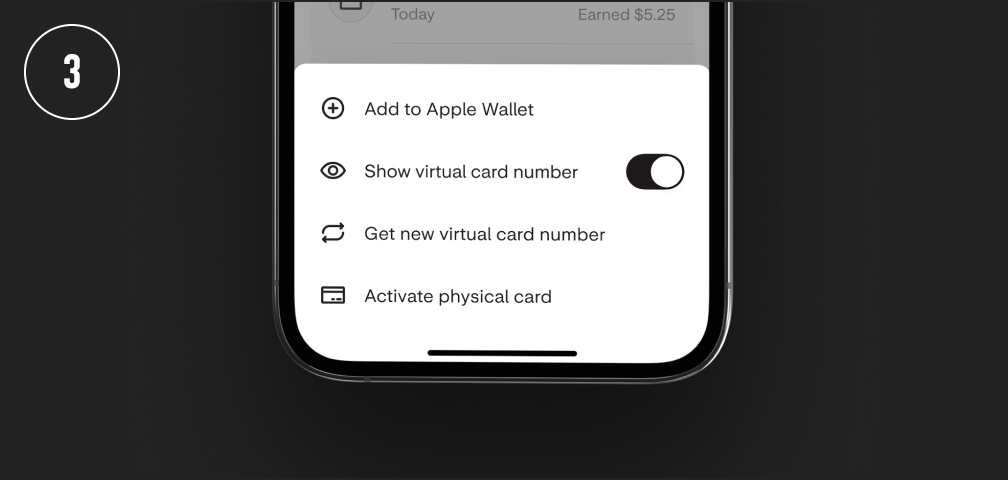 3
Today Earned $5.25
Add to Apple Wallet
Show virtual card number
Get new virtual card number
Activate physical card